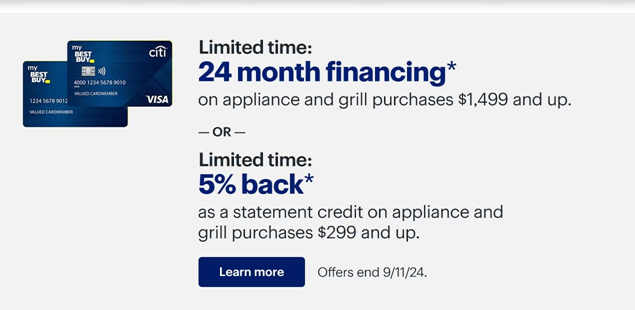 my
BEST
BUY
citi
4000 1234 5678 9010
VALUED CARDMEMBER
VISA
my
BEST
BUY
1234 5678 9012
VALUED CARDMEMBER
Limited time:
24 month financing*
on appliance and grill purchases $1,499 and up.
— OR —
Limited time:
5% back*
as a statement credit on appliance and
grill purchases $299 and up.
Learn more
Offers end 9/11/24.